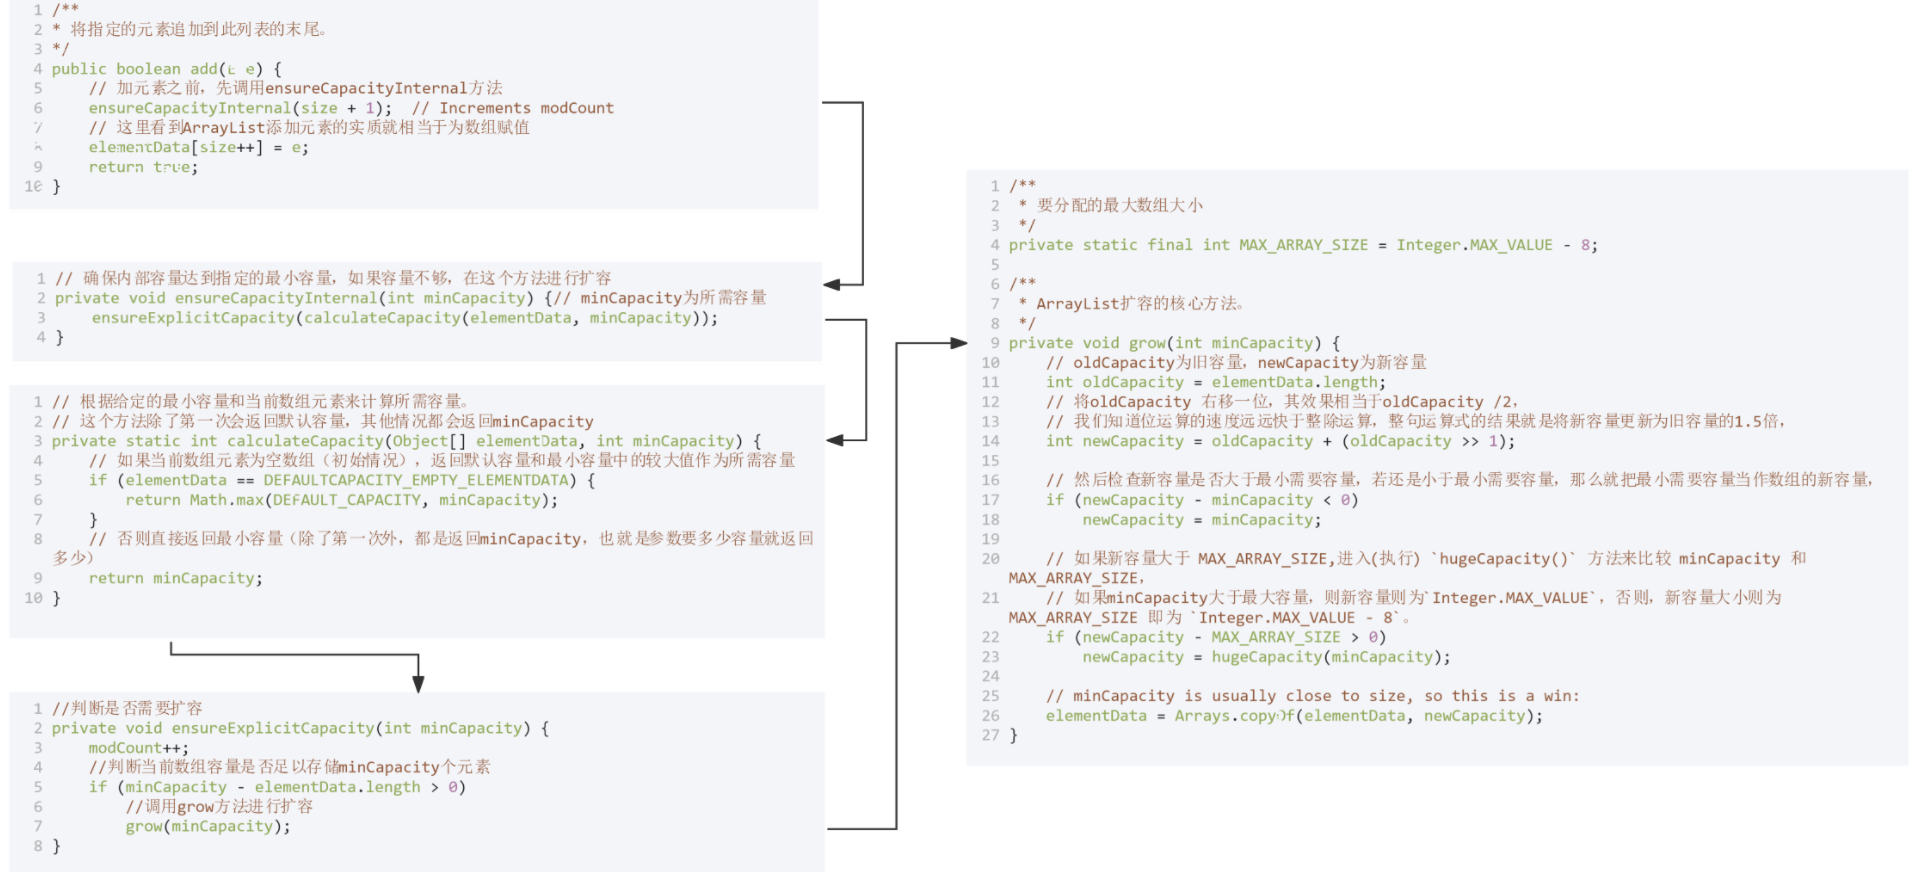 1 /**
2 * 将指定的元素追加到此列表的末尾。
3 */
4 public boolean add(E e) {
5 // 加元素之前，先调用ensureCapacityInternal方法
6 ensureCapacityInternal(size + 1); // Increments modCount
7 // 这里看到ArrayList添加元素的实质就相当于为数组赋值
elementData[size++] = e;
9 return true;
10 }
1 // 确保内部容量达到指定的最小容量，如果容量不够，在这个方法进行扩容
2 private void ensureCapacityInternal(int minCapacity) {// minCapacity为所需容量
3 ensureExplicitCapacity(calculateCapacity(elementData, minCapacity));
4 }
1 // 根据给定的最小容量和当前数组元素来计算所需容量。
2 // 这个方法除了第一次会返回默认容量，其他情况都会返回minCapacity
3 private static int calculateCapacity(Object[] elementData, int minCapacity) {
4 // 如果当前数组元素为空数组（初始情况），返回默认容量和最小容量中的较大值作为所需容量
5 if (elementData == DEFAULTCAPACITY_EMPTY_ELEMENTDATA) {
6 return Math.max(DEFAULT_CAPACITY, minCapacity);
7 }
8 // 否则直接返回最小容量（除了第一次外，都是返回minCapacity，也就是参数要多少容量就返回
多少）
9 return minCapacity;
10 }
1 //判断是否需要扩容
2 private void ensureExplicitCapacity(int minCapacity) {
3 modCount++;
4 //判断当前数组容量是否足以存储minCapacity个元素
5 if (minCapacity - elementData.length > 0)
6 //调用grow方法进行扩容
7 grow(minCapacity);
8 }
1 /**
2 * 要分配的最大数组大小
3 */
4 private static final int MAX_ARRAY_SIZE = Integer.MAX_VALUE - 8;
5
6 /**
7 * ArrayList扩容的核心方法。
8 */
9 private void grow(int minCapacity) {
10 // oldCapacity为旧容量，newCapacity为新容量
11 int oldCapacity = elementData.length;
12 // 将oldCapacity 右移一位，其效果相当于oldCapacity /2，
13 // 我们知道位运算的速度远远快于整除运算，整句运算式的结果就是将新容量更新为旧容量的1.5倍，
14 int newCapacity = oldCapacity + (oldCapacity >> 1);
15
16 // 然后检查新容量是否大于最小需要容量，若还是小于最小需要容量，那么就把最小需要容量当作数组的新容量，
17 if (newCapacity - minCapacity < 0)
18 newCapacity = minCapacity;
19
20 // 如果新容量大于 MAX_ARRAY_SIZE,进入(执行) `hugeCapacity()` 方法来比较 minCapacity 和
MAX_ARRAY_SIZE，
21 // 如果minCapacity大于最大容量，则新容量则为`Integer.MAX_VALUE`，否则，新容量大小则为
MAX_ARRAY_SIZE 即为 `Integer.MAX_VALUE - 8`。
22 if (newCapacity - MAX_ARRAY_SIZE > 0)
23 newCapacity = hugeCapacity(minCapacity);
24
25 // minCapacity is usually close to size, so this is a win:
26 elementData = Arrays.copyOf(elementData, newCapacity);
27 }